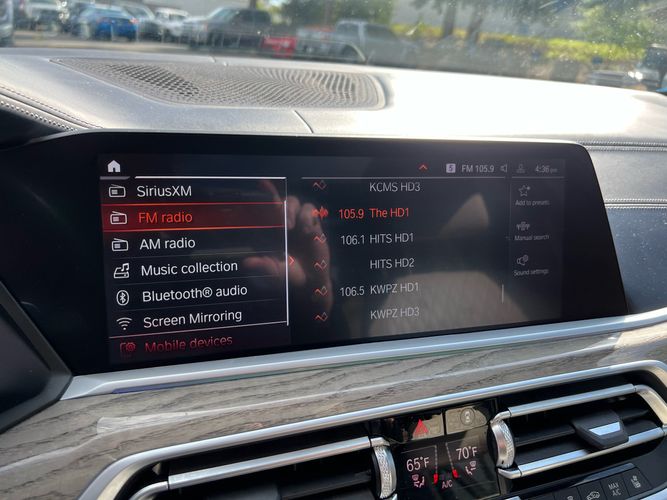 5 FM 105.9 4:36 pm
SiriusXM
FM radio
AM radio
Music collection
Bluetooth® audio
Screen Mirroring
Mobile devices
KCMS HD3
105.9 The HD1
106.1 HITS HD1
HITS HD2
106.5 KWPZ HD1
KWPZ HD3
Add to presets
Manual search
Sound settings
65°F 70°F
A/C
A/C
MAX
A/C